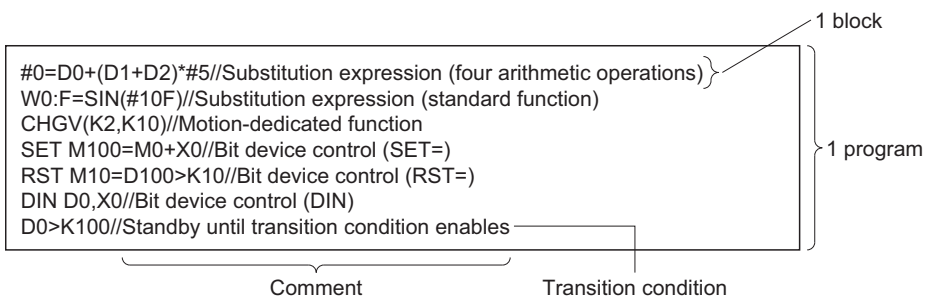 1 block
#0=D0+(D1+D2)*#5//Substitution expression (four arithmetic operations)
W0:F=SIN(#10F)//Substitution expression (standard function)
CHGV(K2,K10)//Motion-dedicated function
SET M100=M0+X0//Bit device control (SET=)
RST M10=D100>K10//Bit device control (RST=)
DIN D0,X0//Bit device control (DIN)
D0>K100//Standby until transition condition enables
1 program
Comment
Transition condition